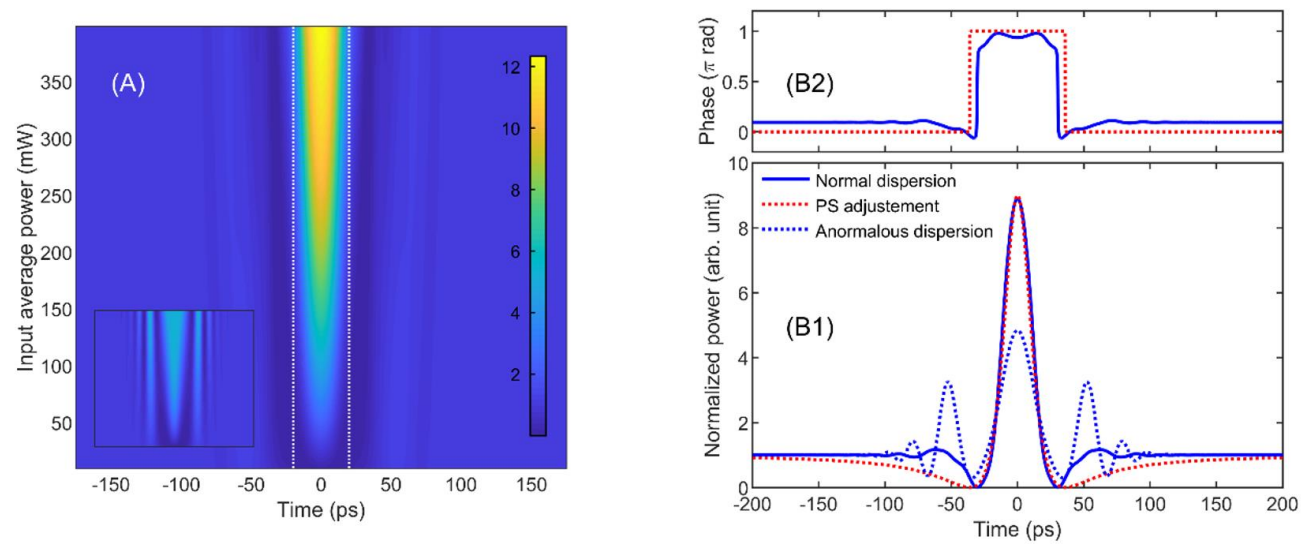 (A)
Input average power (mW)
350
300
250
200
150
100
50
12
10
8
6
4
2
-150 -100 -50 0 50 100 150
Time (ps)
Phase (π rad)
1
0.5
0
(B2)
Normalized power (arb. unit)
10
8
6
4
2
0
Normal dispersion
PS adjustement
Anormalous dispersion
(B1)
-200 -150 -100 -50 0 50 100 150 200
Time (ps)